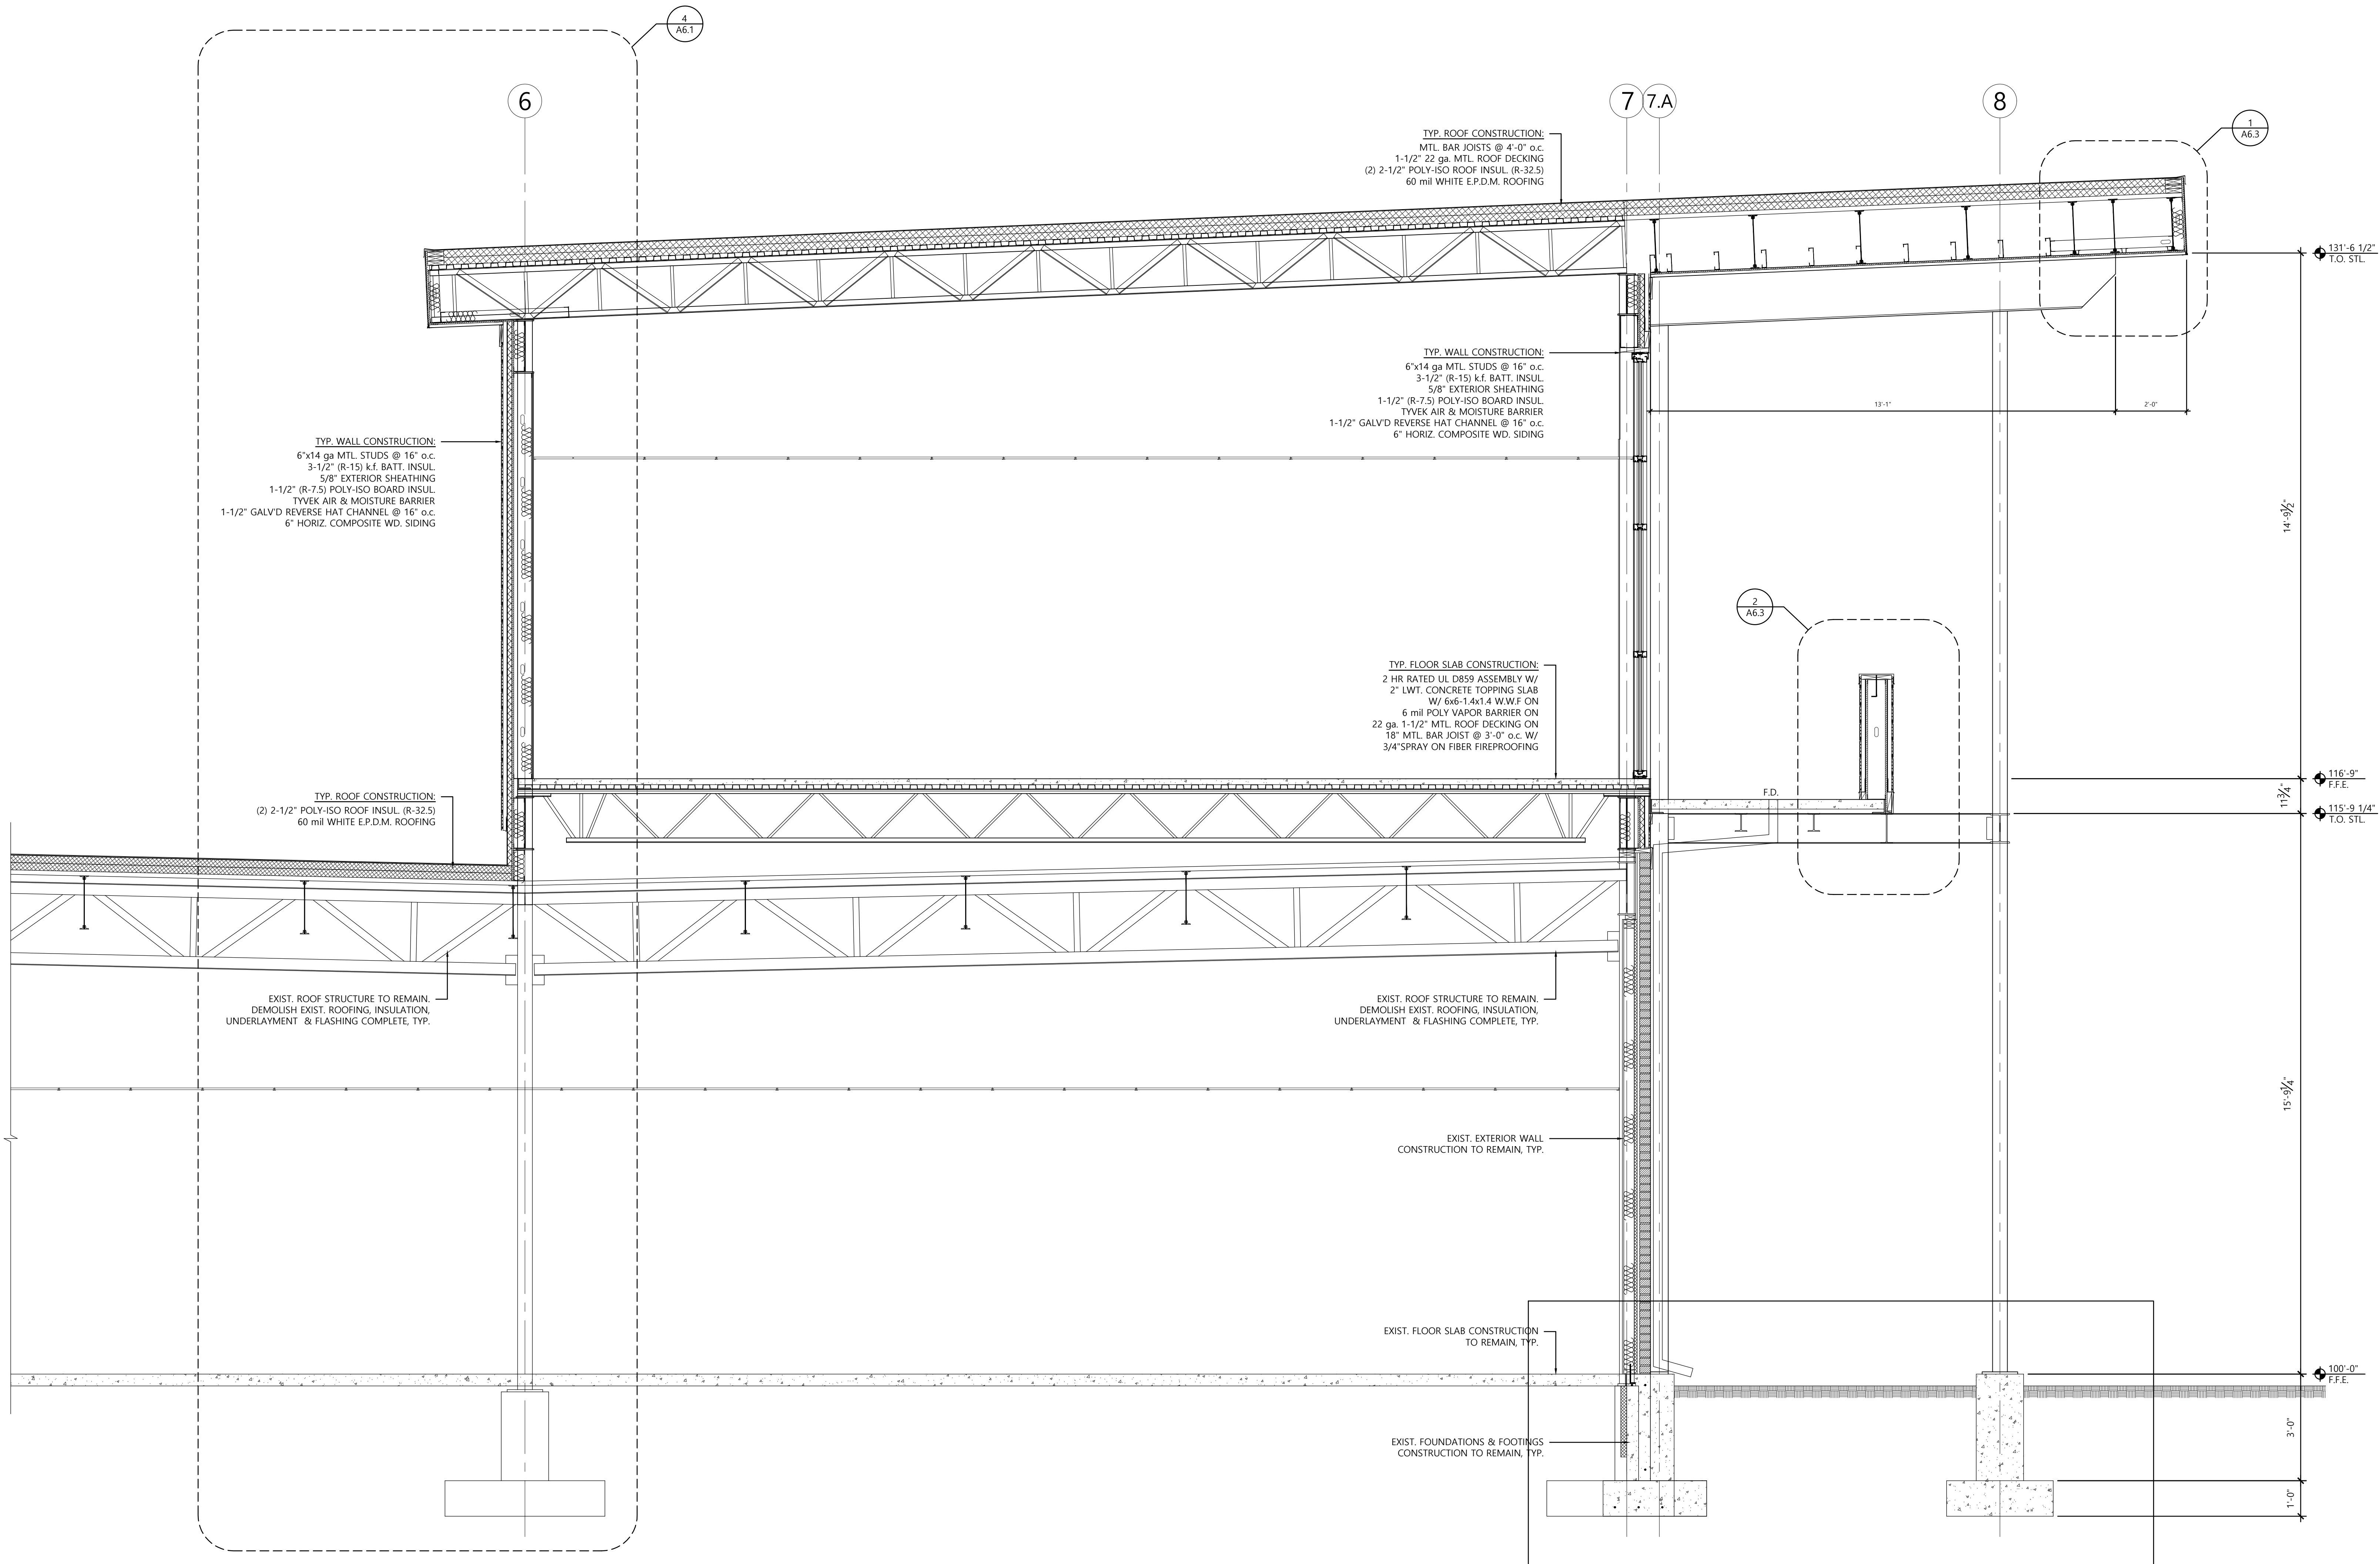 4
A6.1
6
7
7.A
8
1
A6.3
TYP. ROOF CONSTRUCTION:
MTL. BAR JOISTS @ 4'-0" o.c.
1-1/2" 22 ga. MTL. ROOF DECKING
(2) 2-1/2" POLY-ISO ROOF INSUL. (R-32.5)
60 mil WHITE E.P.D.M. ROOFING
131'-6 1/2"
T.O. STL.
TYP. WALL CONSTRUCTION:
6"x14 ga MTL. STUDS @ 16" o.c.
3-1/2" (R-15) k.f. BATT. INSUL.
5/8" EXTERIOR SHEATHING
1-1/2" (R-7.5) POLY-ISO BOARD INSUL.
TYVEK AIR & MOISTURE BARRIER
1-1/2" GALV'D REVERSE HAT CHANNEL @ 16" o.c.
6" HORIZ. COMPOSITE WD. SIDING
13'-1"
2'-0"
TYP. WALL CONSTRUCTION:
6"x14 ga MTL. STUDS @ 16" o.c.
3-1/2" (R-15) k.f. BATT. INSUL.
5/8" EXTERIOR SHEATHING
1-1/2" (R-7.5) POLY-ISO BOARD INSUL.
TYVEK AIR & MOISTURE BARRIER
1-1/2" GALV'D REVERSE HAT CHANNEL @ 16" o.c.
6" HORIZ. COMPOSITE WD. SIDING
14'-9 1/2"
2
A6.3
TYP. FLOOR SLAB CONSTRUCTION:
2 HR RATED UL D859 ASSEMBLY W/
2" LWT. CONCRETE TOPPING SLAB
W/ 6x6-1.4x1.4 W.W.F ON
6 mil POLY VAPOR BARRIER ON
22 ga. 1-1/2" MTL. ROOF DECKING ON
18" MTL. BAR JOIST @ 3'-0" o.c. W/
3/4"SPRAY ON FIBER FIREPROOFING
116'-9"
F.F.E.
TYP. ROOF CONSTRUCTION:
(2) 2-1/2" POLY-ISO ROOF INSUL. (R-32.5)
60 mil WHITE E.P.D.M. ROOFING
F.D.
11 3/4"
115'-9 1/4"
T.O. STL.
EXIST. ROOF STRUCTURE TO REMAIN.
DEMOLISH EXIST. ROOFING, INSULATION,
UNDERLAYMENT & FLASHING COMPLETE, TYP.
EXIST. ROOF STRUCTURE TO REMAIN.
DEMOLISH EXIST. ROOFING, INSULATION,
UNDERLAYMENT & FLASHING COMPLETE, TYP.
15'-9 1/4"
EXIST. EXTERIOR WALL
CONSTRUCTION TO REMAIN, TYP.
EXIST. FLOOR SLAB CONSTRUCTION
TO REMAIN, TYP.
100'-0"
F.F.E.
3'-0"
EXIST. FOUNDATIONS & FOOTINGS
CONSTRUCTION TO REMAIN, TYP.
1'-0"